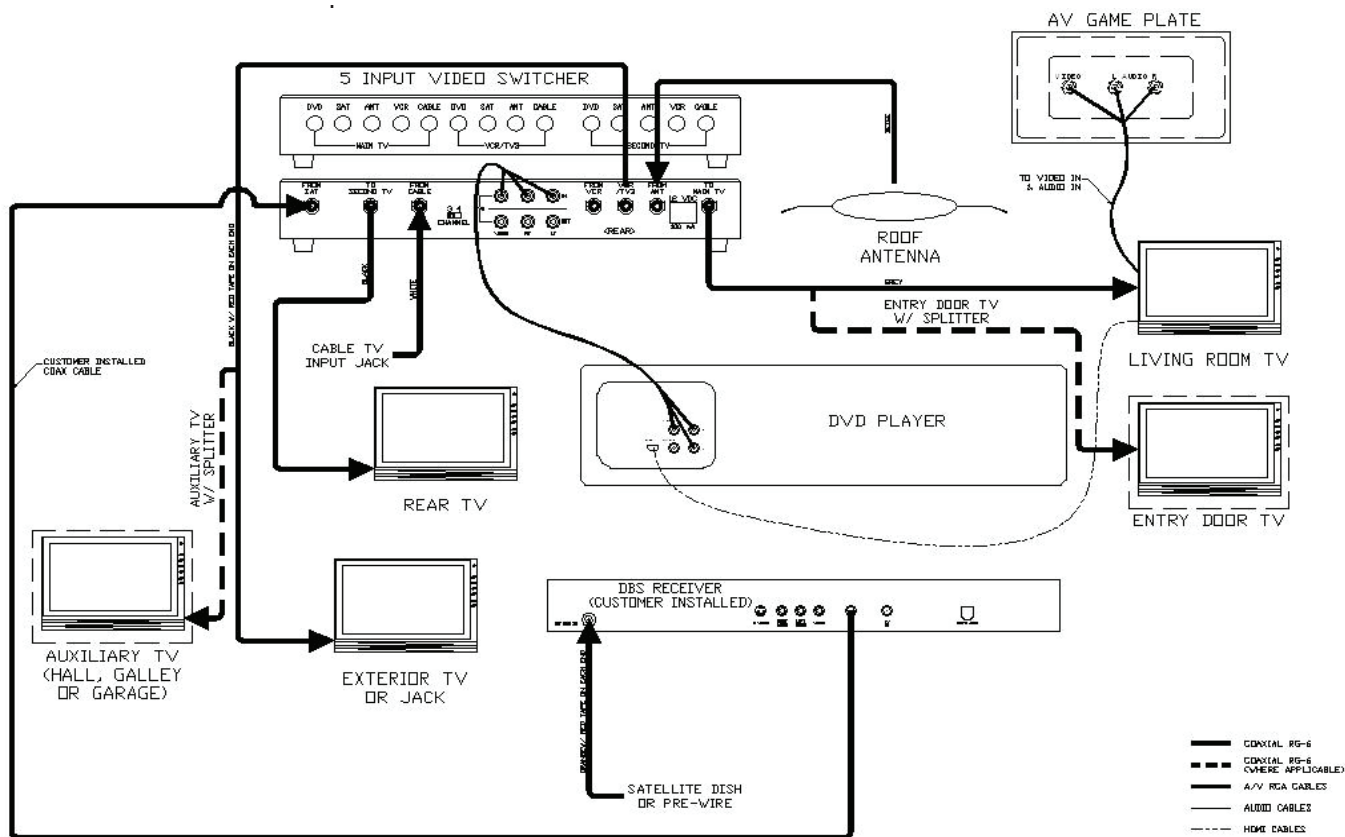 AV GAME PLATE
VIDEO L AUDIO R
5 INPUT VIDEO SWITCHER
DVD SAT ANT VCR CABLE DVD SAT ANT CABLE DVD SAT ANT VCR CABLE
MAIN TV VCR/TV3 SECOND TV
FROM SAT
TO SECOND TV
FROM CABLE
3 4
CHANNEL
IN
OUT
FROM VCR
VCR /TV3
FROM ANT
12 VDC
TO MAIN TV
(REAR)
TO VIDEO IN
& AUDIO IN
ROOF
ANTENNA
BLACK
WHITE
GREY
BLACK W/ RED TAPE ON EACH END
ENTRY DOOR TV
W/ SPLITTER
CABLE TV
INPUT JACK
LIVING ROOM TV
CUSTOMER INSTALLED
COAX CABLE
AUXILIARY TV
W/ SPLITTER
DVD PLAYER
REAR TV
ENTRY DOOR TV
DBS RECEIVER
(CUSTOMER INSTALLED)
AUXILIARY TV
(HALL, GALLEY
OR GARAGE)
EXTERIOR TV
OR JACK
SATELLITE DISH
OR PRE-WIRE
COAXIAL RG-6
COAXIAL RG-6
(WHERE APPLICABLE)
A/V RCA CABLES
AUDIO CABLES
HDMI CABLES